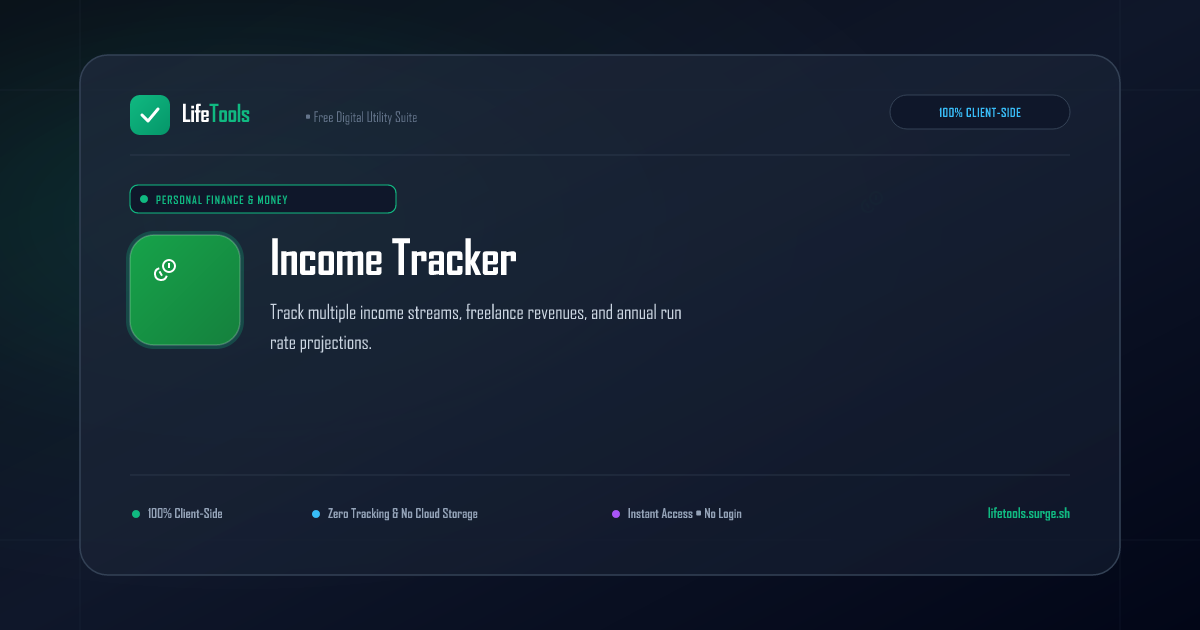 LifeTools
▪ Free Digital Utility Suite
100% CLIENT-SIDE
PERSONAL FINANCE & MONEY
Income Tracker
Track multiple income streams, freelance revenues, and annual run
rate projections.
100% Client-Side
Zero Tracking & No Cloud Storage
Instant Access ▪ No Login
lifetools.surge.sh